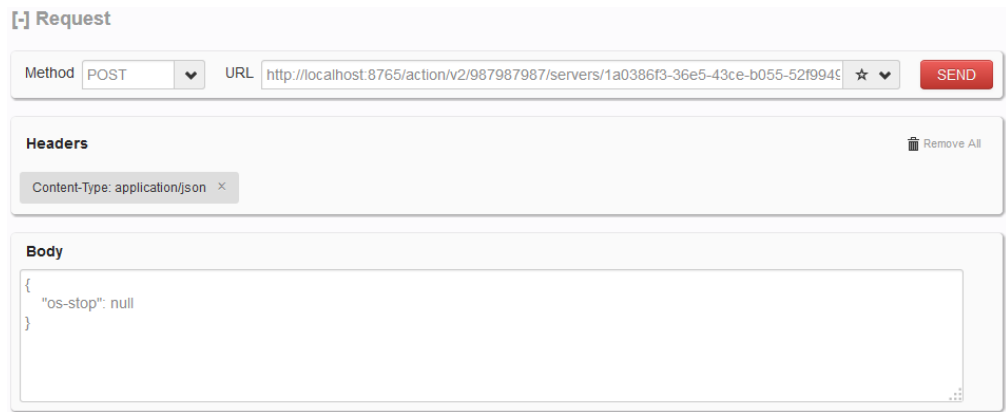 [-] Request
Method POST URL http://localhost:8765/action/v2/987987987/servers/1a0386f3-36e5-43ce-b055-52f9949 SEND
Headers Remove All
Content-Type: application/json ×
Body
{
"os-stop": null
}